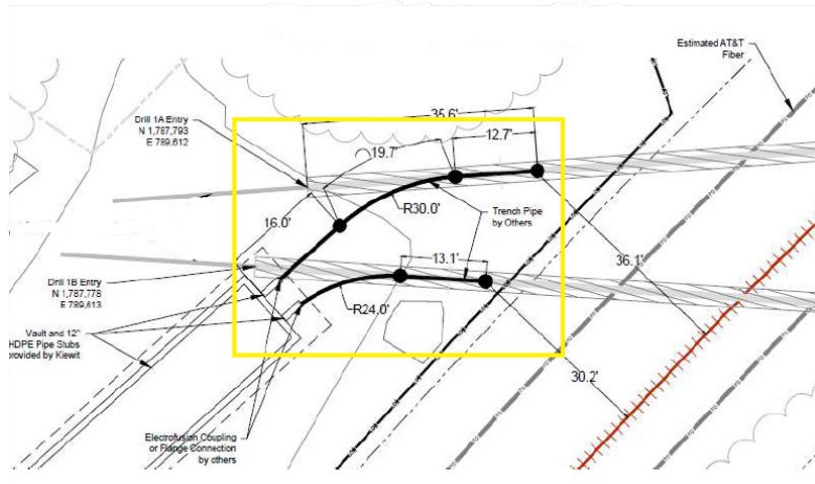 Estimated AT&T
Fiber
35.6'
Drill 1A Entry
N 1,787,793
E 789,612
12.7'
19.7'
R30.0'
Trench Pipe
by Others
16.0'
13.1'
36.1'
Drill 1B Entry
N 1,787,778
E 789,613
R24.0'
Vault and 12"
HDPE Pipe Stubs
provided by Kiewit
30.2'
Electrofusion Coupling
or Flange Connection
by others